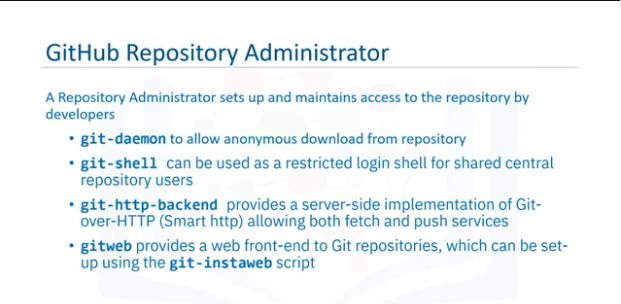 GitHub Repository Administrator
A Repository Administrator sets up and maintains access to the repository by
developers
• git-daemon to allow anonymous download from repository
• git-shell can be used as a restricted login shell for shared central
repository users
• git-http-backend provides a server-side implementation of Git-
over-HTTP (Smart http) allowing both fetch and push services
• gitweb provides a web front-end to Git repositories, which can be set-
up using the git-instaweb script